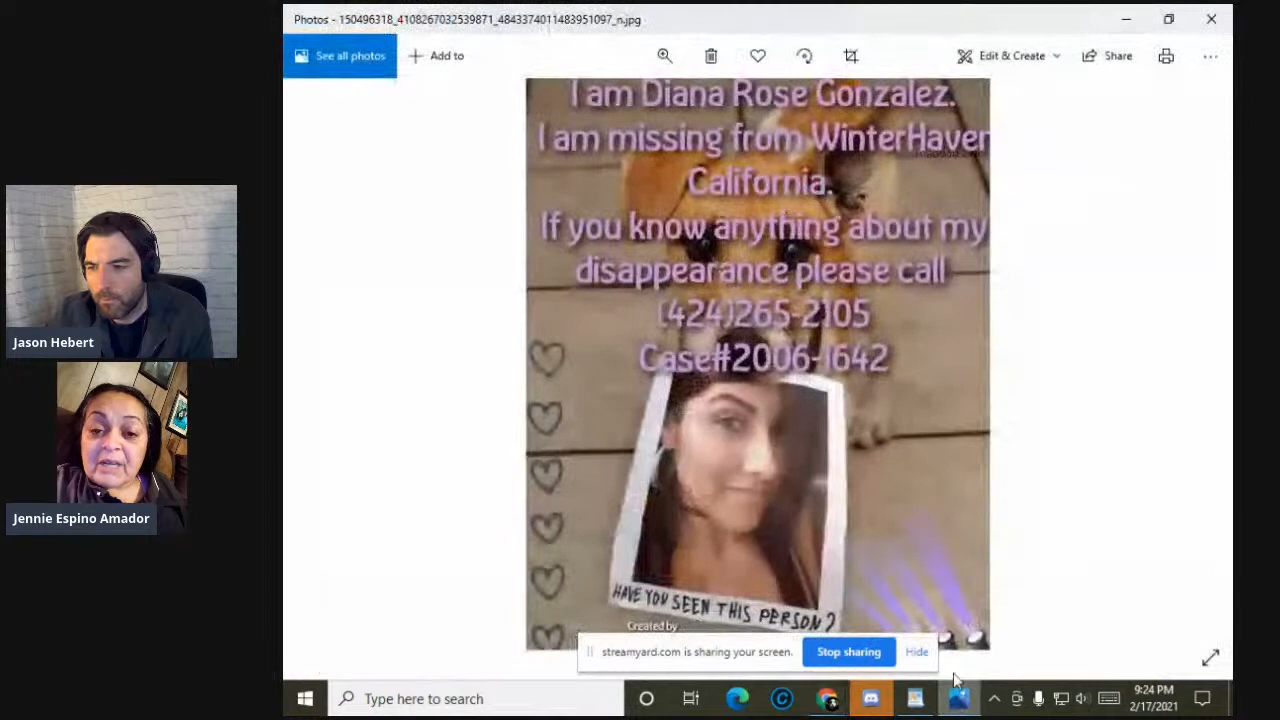 Photos - 150496318_4108267032539871_4843374011483951097_n.jpg
See all photos
Add to
Edit & Create
Share
I am Diana Rose Gonzalez.
I am missing from WinterHaven
California.
If you know anything about my
disappearance please call
(424)265-2105
Case#2006-1642
HAVE YOU SEEN THIS PERSON?
Created by
Jason Hebert
Jennie Espino Amador
streamyard.com is sharing your screen.
Stop sharing
Hide
Type here to search
9:24 PM
2/17/2021